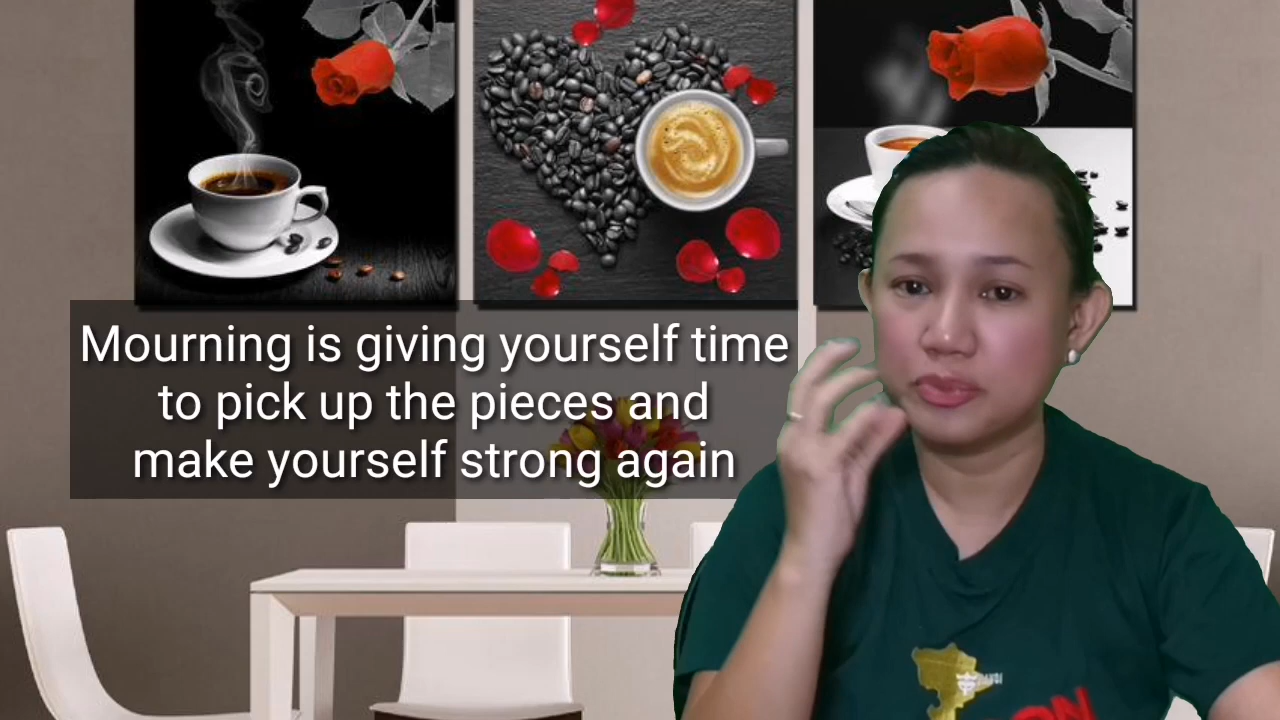 Mourning is giving yourself time
to pick up the pieces and
make yourself strong again